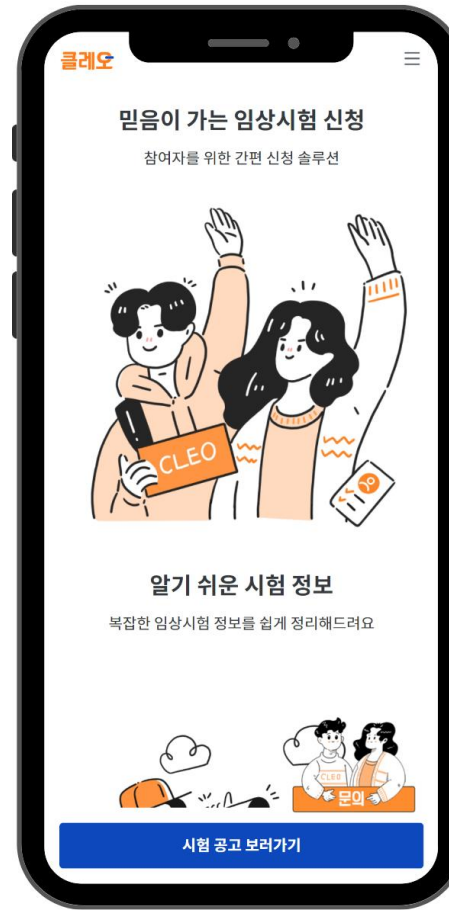 클레오
믿음이 가는 임상시험 신청
참여자를 위한 간편 신청 솔루션
CLEO
알기 쉬운 시험 정보
복잡한 임상시험 정보를 쉽게 정리해드려요
CLEO
문의
시험 공고 보러가기